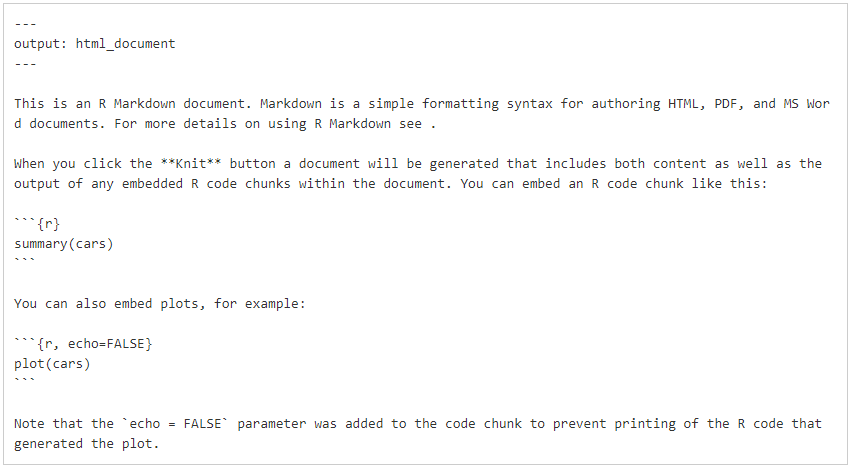 ---
output: html_document
---
This is an R Markdown document. Markdown is a simple formatting syntax for authoring HTML, PDF, and MS Wor
d documents. For more details on using R Markdown see .
When you click the **Knit** button a document will be generated that includes both content as well as the
output of any embedded R code chunks within the document. You can embed an R code chunk like this:
```{r}
summary(cars)
```
You can also embed plots, for example:
```{r, echo=FALSE}
plot(cars)
```
Note that the `echo = FALSE` parameter was added to the code chunk to prevent printing of the R code that
generated the plot.